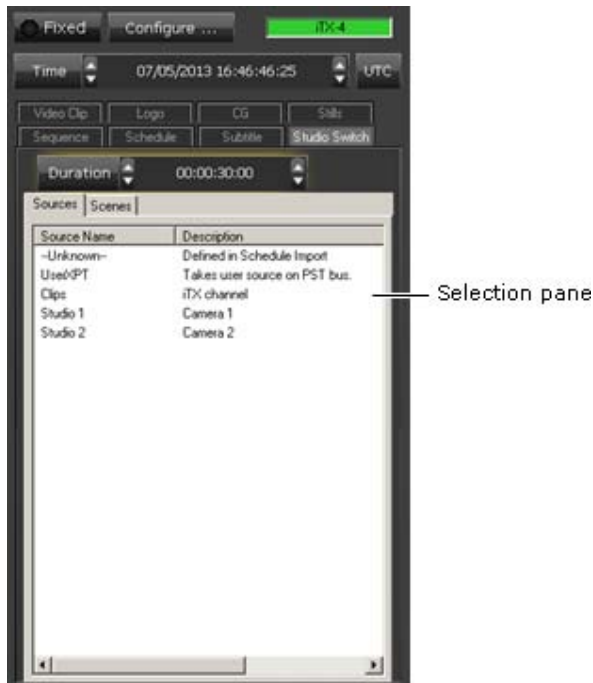 Fixed Configure ... iTX-4
Time 07/05/2013 16:46:46:25 UTC
Video Clip Logo CG Stills
Sequence Schedule Subtitle Studio Switch
Duration 00:00:30:00
Sources Scenes
Source Name Description
--Unknown-- Defined in Schedule Import
UserXPT Takes user source on PST bus.
Clips iTX channel
Selection pane
Studio 1 Camera 1
Studio 2 Camera 2